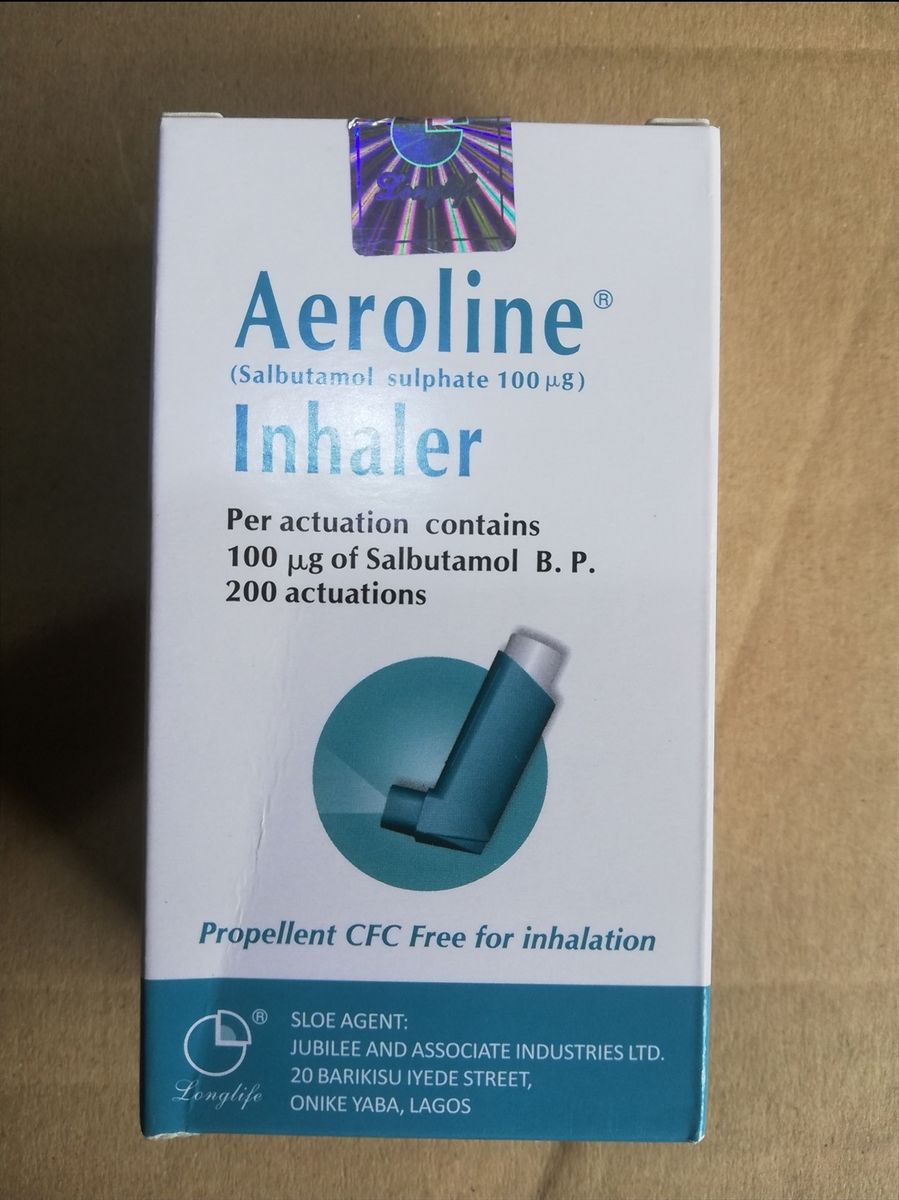 Aeroline®
(Salbutamol sulphate 100 µg)
Inhaler
Per actuation contains
100 µg of Salbutamol B. P.
200 actuations
Propellent CFC Free for inhalation
®
Longlife
SLOE AGENT:
JUBILEE AND ASSOCIATE INDUSTRIES LTD.
20 BARIKISU IYEDE STREET,
ONIKE YABA, LAGOS